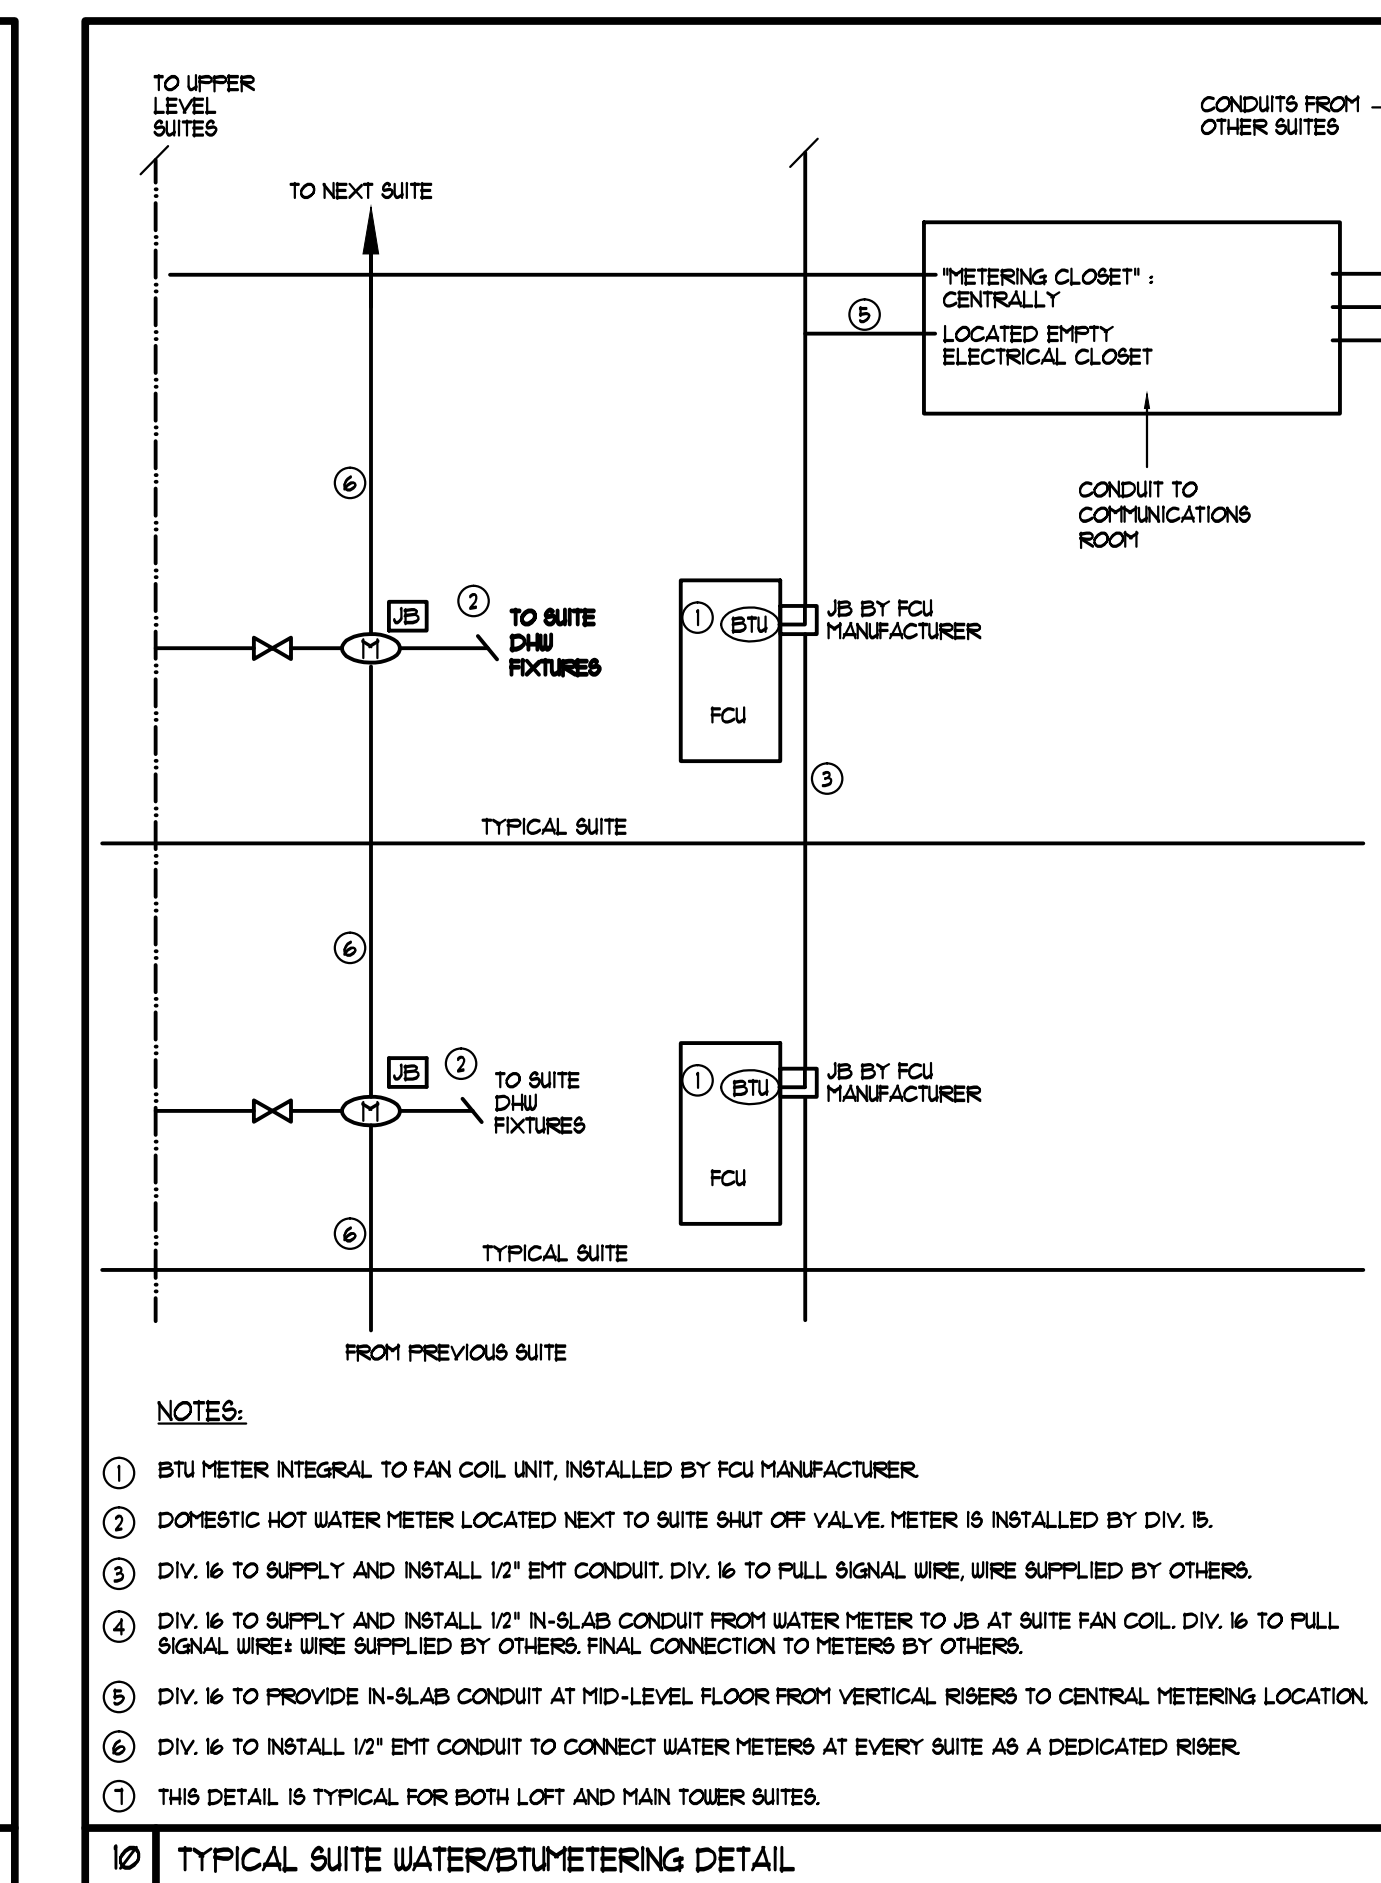 TO UPPER
LEVEL
SUITES
CONDUITS FROM
OTHER SUITES
TO NEXT SUITE
"METERING CLOSET" :
CENTRALLY
LOCATED EMPTY
ELECTRICAL CLOSET
5
CONDUIT TO
COMMUNICATIONS
ROOM
6
JB
2
TO SUITE
DHW
FIXTURES
M
1
BTU
JB BY FCU
MANUFACTURER
FCU
3
TYPICAL SUITE
6
JB
2
TO SUITE
DHW
FIXTURES
M
1
BTU
JB BY FCU
MANUFACTURER
FCU
6
TYPICAL SUITE
FROM PREVIOUS SUITE
NOTES:
1 BTU METER INTEGRAL TO FAN COIL UNIT, INSTALLED BY FCU MANUFACTURER.
2 DOMESTIC HOT WATER METER LOCATED NEXT TO SUITE SHUT OFF VALVE. METER IS INSTALLED BY DIV. 15.
3 DIV. 16 TO SUPPLY AND INSTALL 1/2" EMT CONDUIT. DIV. 16 TO PULL SIGNAL WIRE, WIRE SUPPLIED BY OTHERS.
4 DIV. 16 TO SUPPLY AND INSTALL 1/2" IN-SLAB CONDUIT FROM WATER METER TO JB AT SUITE FAN COIL. DIV. 16 TO PULL
SIGNAL WIRE± WIRE SUPPLIED BY OTHERS. FINAL CONNECTION TO METERS BY OTHERS.
5 DIV. 16 TO PROVIDE IN-SLAB CONDUIT AT MID-LEVEL FLOOR FROM VERTICAL RISERS TO CENTRAL METERING LOCATION.
6 DIV. 16 TO INSTALL 1/2" EMT CONDUIT TO CONNECT WATER METERS AT EVERY SUITE AS A DEDICATED RISER.
7 THIS DETAIL IS TYPICAL FOR BOTH LOFT AND MAIN TOWER SUITES.
10 TYPICAL SUITE WATER/BTUMETERING DETAIL